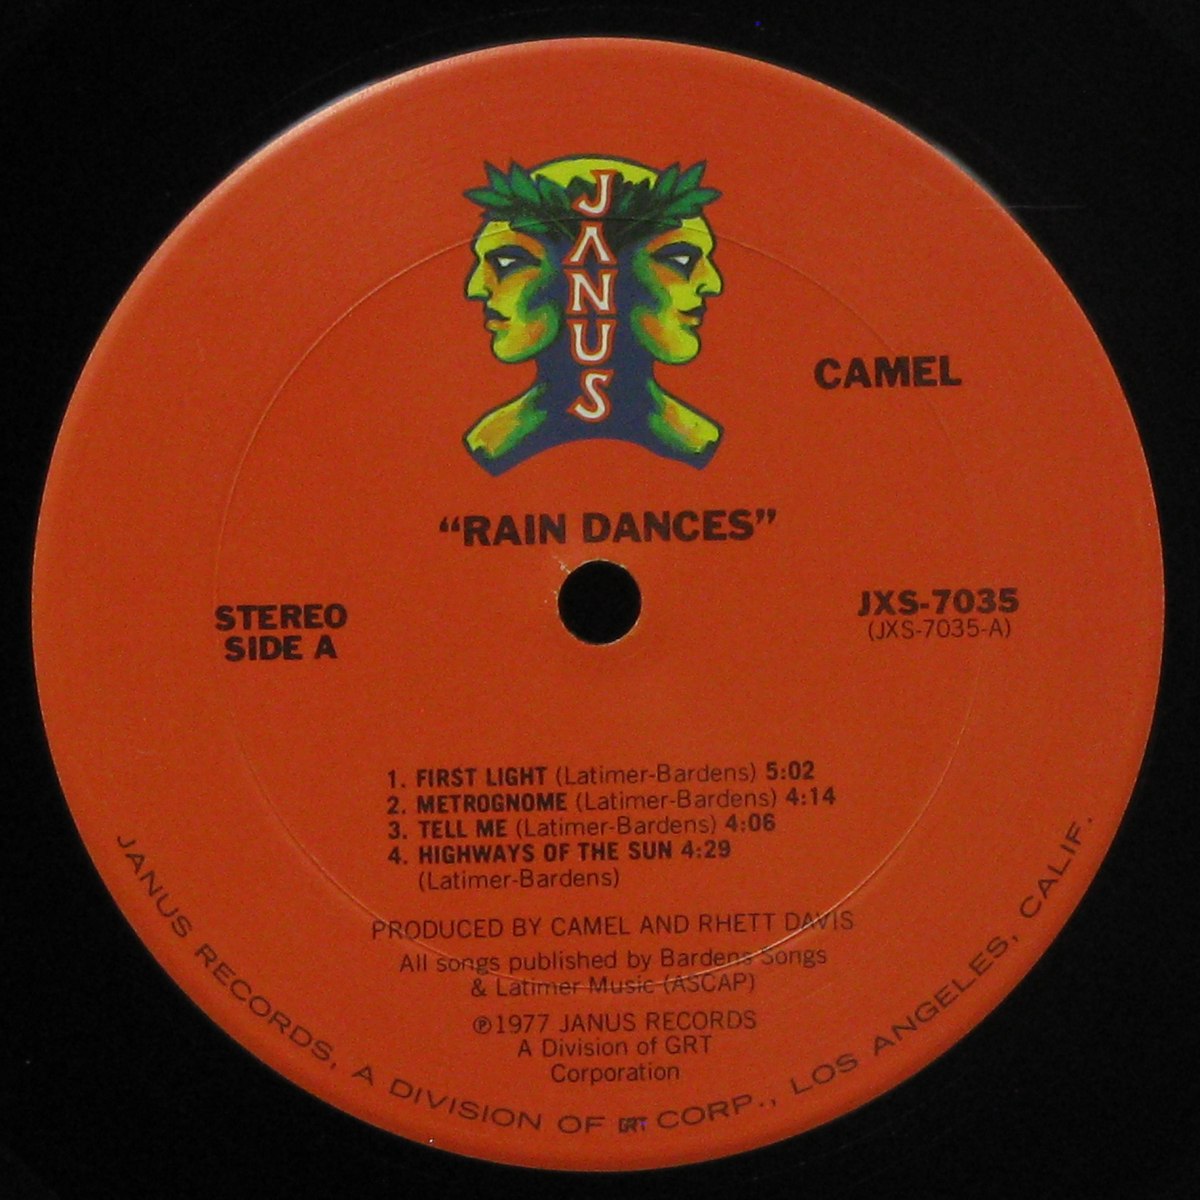 JANUS
CAMEL
“RAIN DANCES”
STEREO
SIDE A
JXS-7035
(JXS-7035-A)
1. FIRST LIGHT (Latimer-Bardens) 5:02
2. METROGNOME (Latimer-Bardens) 4:14
3. TELL ME (Latimer-Bardens) 4:06
4. HIGHWAYS OF THE SUN 4:29
(Latimer-Bardens)
PRODUCED BY CAMEL AND RHETT DAVIS
All songs published by Bardens Songs
& Latimer Music (ASCAP)
℗1977 JANUS RECORDS
A Division of GRT
Corporation
JANUS RECORDS, A DIVISION OF GRT CORP., LOS ANGELES, CALIF.